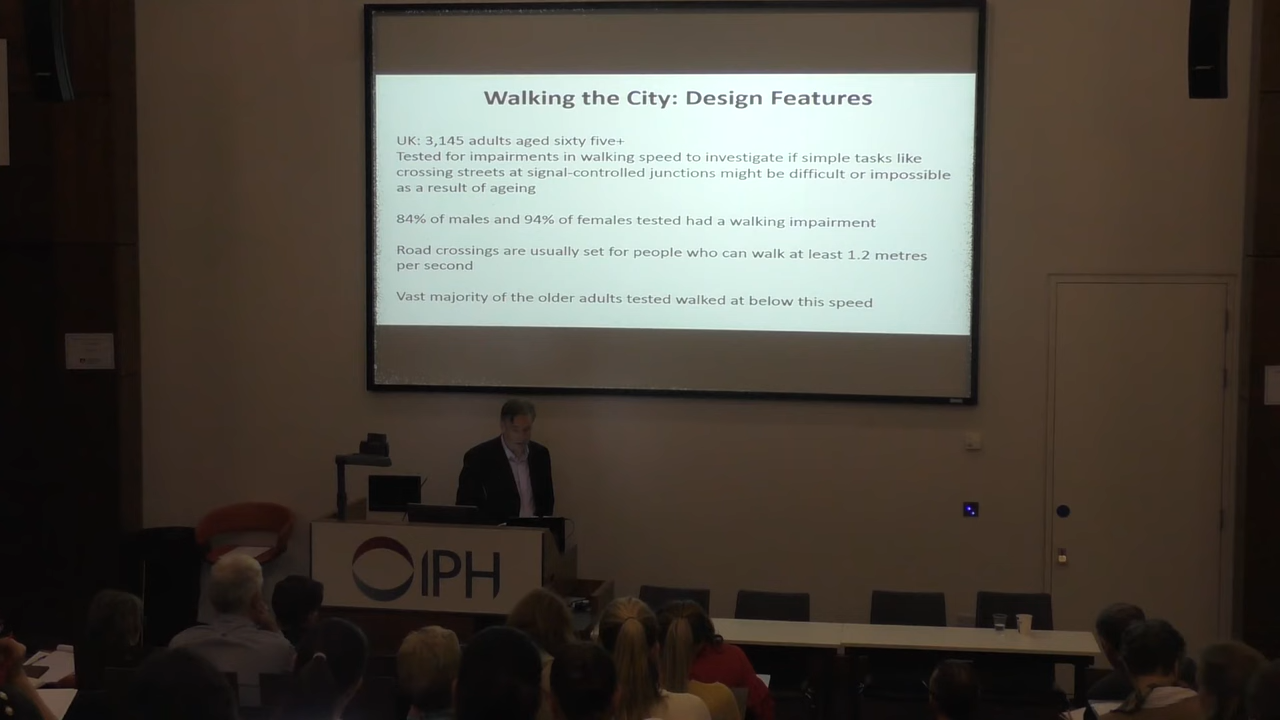 Walking the City: Design Features
UK: 3,145 adults aged sixty five+
Tested for impairments in walking speed to investigate if simple tasks like
crossing streets at signal-controlled junctions might be difficult or impossible
as a result of ageing
84% of males and 94% of females tested had a walking impairment
Road crossings are usually set for people who can walk at least 1.2 metres
per second
Vast majority of the older adults tested walked at below this speed
IPH